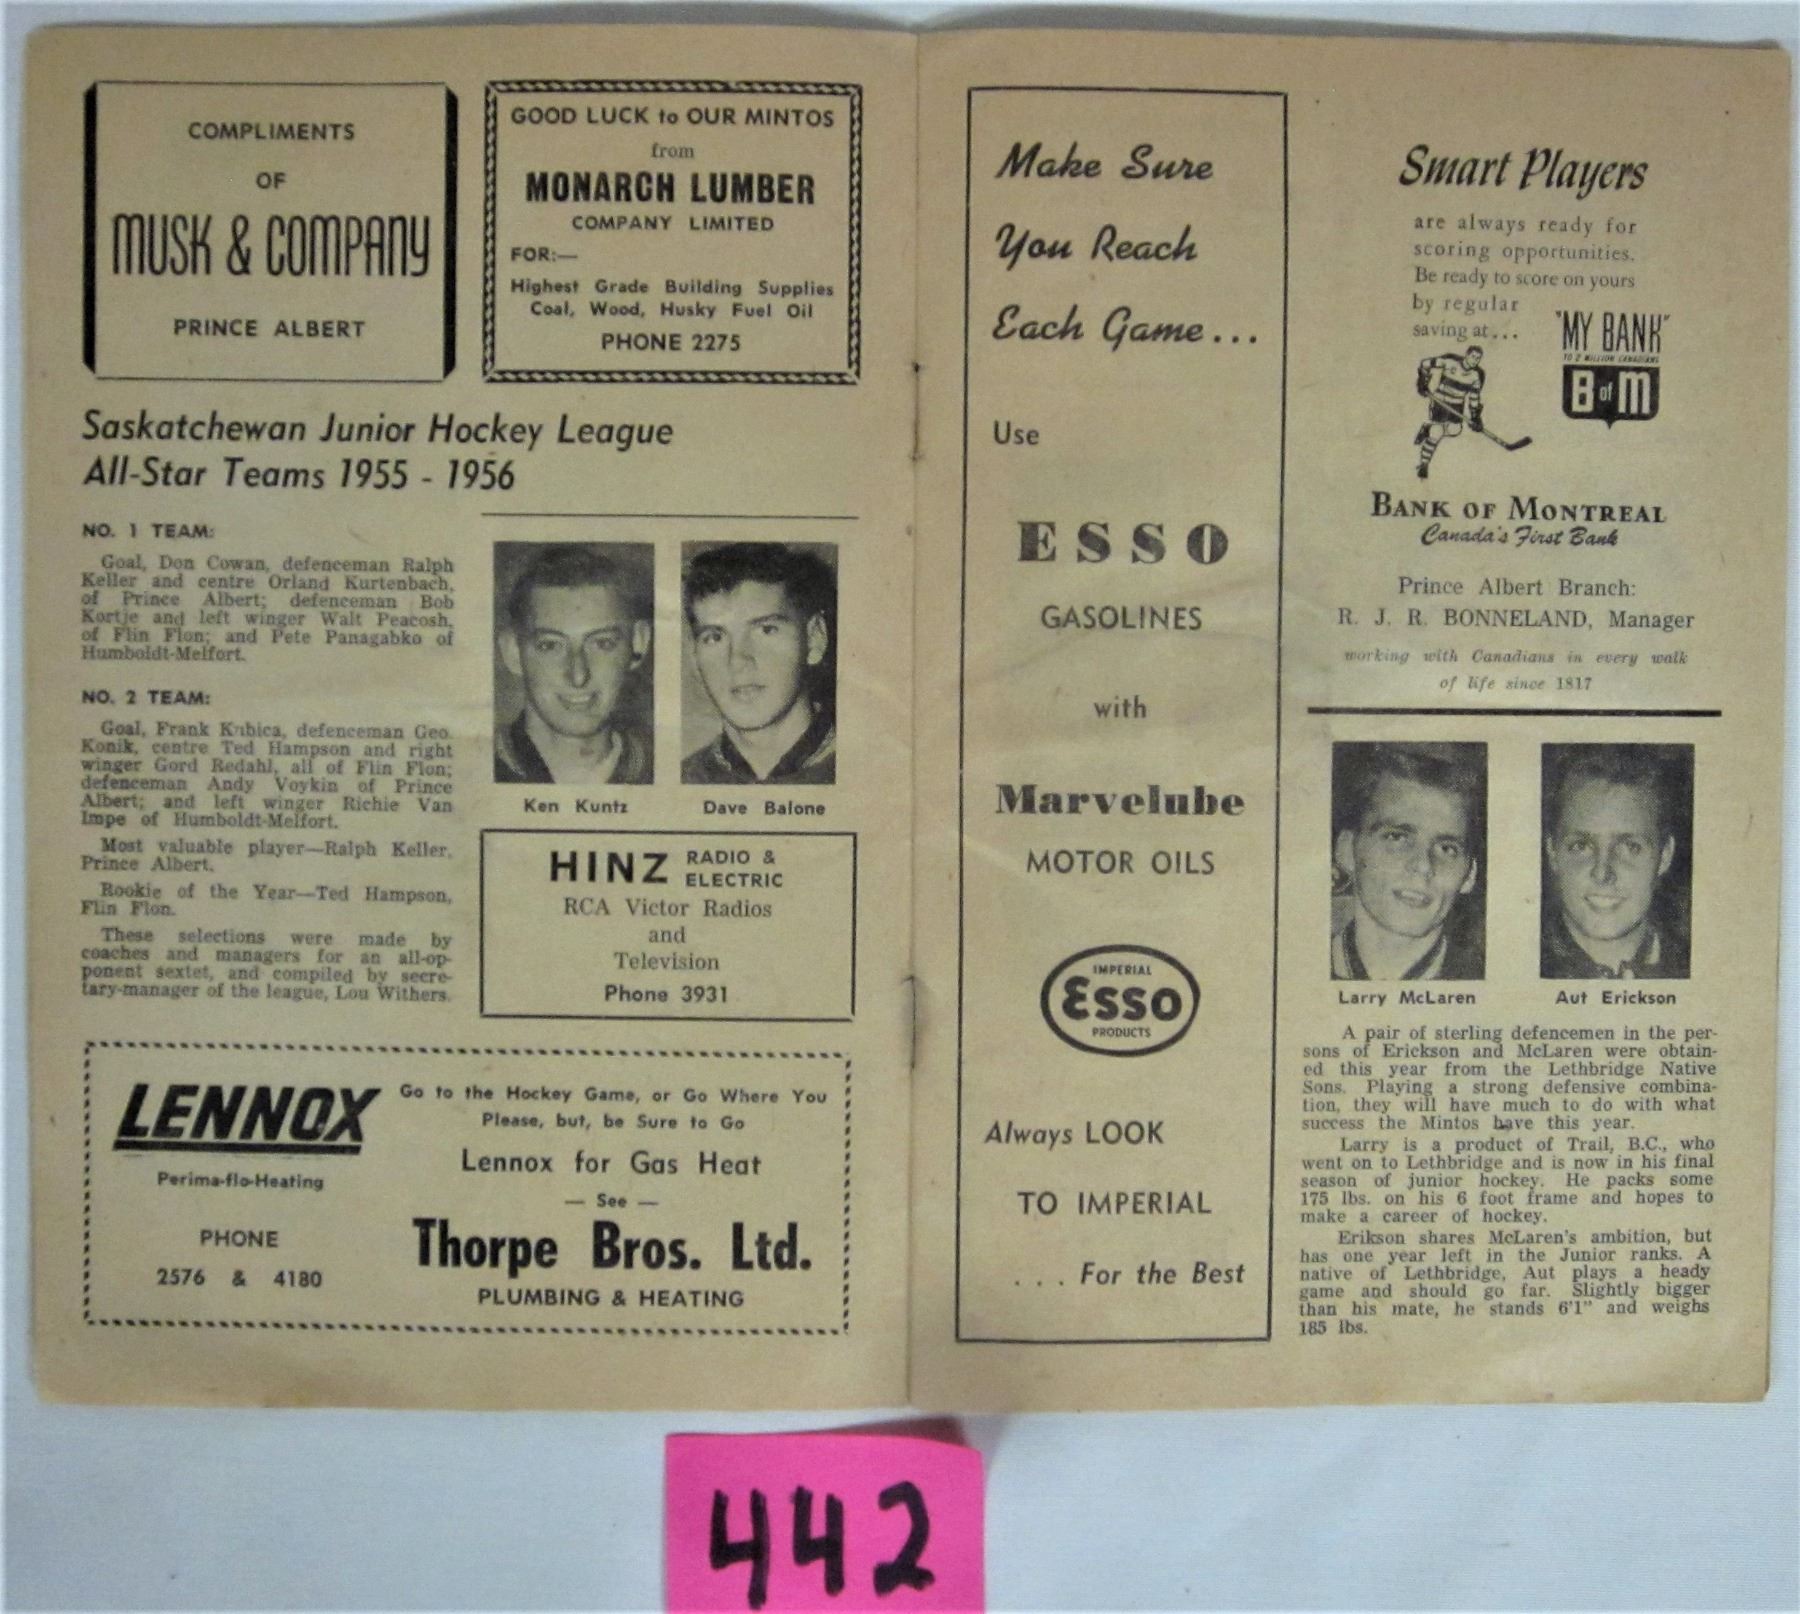 COMPLIMENTS
OF
MUSK & COMPANY
PRINCE ALBERT
GOOD LUCK to OUR MINTOS
from
MONARCH LUMBER
COMPANY LIMITED
FOR:—
Highest Grade Building Supplies
Coal, Wood, Husky Fuel Oil
PHONE 2275
Saskatchewan Junior Hockey League
All-Star Teams 1955 - 1956
NO. 1 TEAM:
Goal, Don Cowan, defenceman Ralph
Keller and centre Orland Kurtenbach,
of Prince Albert; defenceman Bob
Kortje and left winger Walt Peacosh,
of Flin Flon; and Pete Panagabko of
Humboldt-Melfort.
NO. 2 TEAM:
Goal, Frank Kubica, defenceman Geo.
Konik, centre Ted Hampson and right
winger Gord Redahl, all of Flin Flon;
defenceman Andy Voykin of Prince
Albert; and left winger Richie Van
Impe of Humboldt-Melfort.
Most valuable player—Ralph Keller,
Prince Albert.
Rookie of the Year—Ted Hampson,
Flin Flon.
These selections were made by
coaches and managers for an all-op-
ponent sextet, and compiled by secre-
tary-manager of the league, Lou Withers.
Ken Kuntz
Dave Balone
HINZ RADIO &
ELECTRIC
RCA Victor Radios
and
Television
Phone 3931
LENNOX
Perima-flo-Heating
PHONE
2576 & 4180
Go to the Hockey Game, or Go Where You
Please, but, be Sure to Go
Lennox for Gas Heat
— See —
Thorpe Bros. Ltd.
PLUMBING & HEATING
Make Sure
You Reach
Each Game...
Use
ESSO
GASOLINES
with
Marvelube
MOTOR OILS
IMPERIAL
Esso
PRODUCTS
Always LOOK
TO IMPERIAL
... For the Best
Smart Players
are always ready for
scoring opportunities.
Be ready to score on yours
by regular
saving at...
"MY BANK"
TO 2 MILLION CANADIANS
B of M
BANK OF MONTREAL
Canada's First Bank
Prince Albert Branch:
R. J. R. BONNELAND, Manager
working with Canadians in every walk
of life since 1817
Larry McLaren
Aut Erickson
A pair of sterling defencemen in the per-
sons of Erickson and McLaren were obtain-
ed this year from the Lethbridge Native
Sons. Playing a strong defensive combina-
tion, they will have much to do with what
success the Mintos have this year.
Larry is a product of Trail, B.C., who
went on to Lethbridge and is now in his final
season of junior hockey. He packs some
175 lbs. on his 6 foot frame and hopes to
make a career of hockey.
Erikson shares McLaren's ambition, but
has one year left in the Junior ranks. A
native of Lethbridge, Aut plays a heady
game and should go far. Slightly bigger
than his mate, he stands 6'1" and weighs
185 lbs.
442